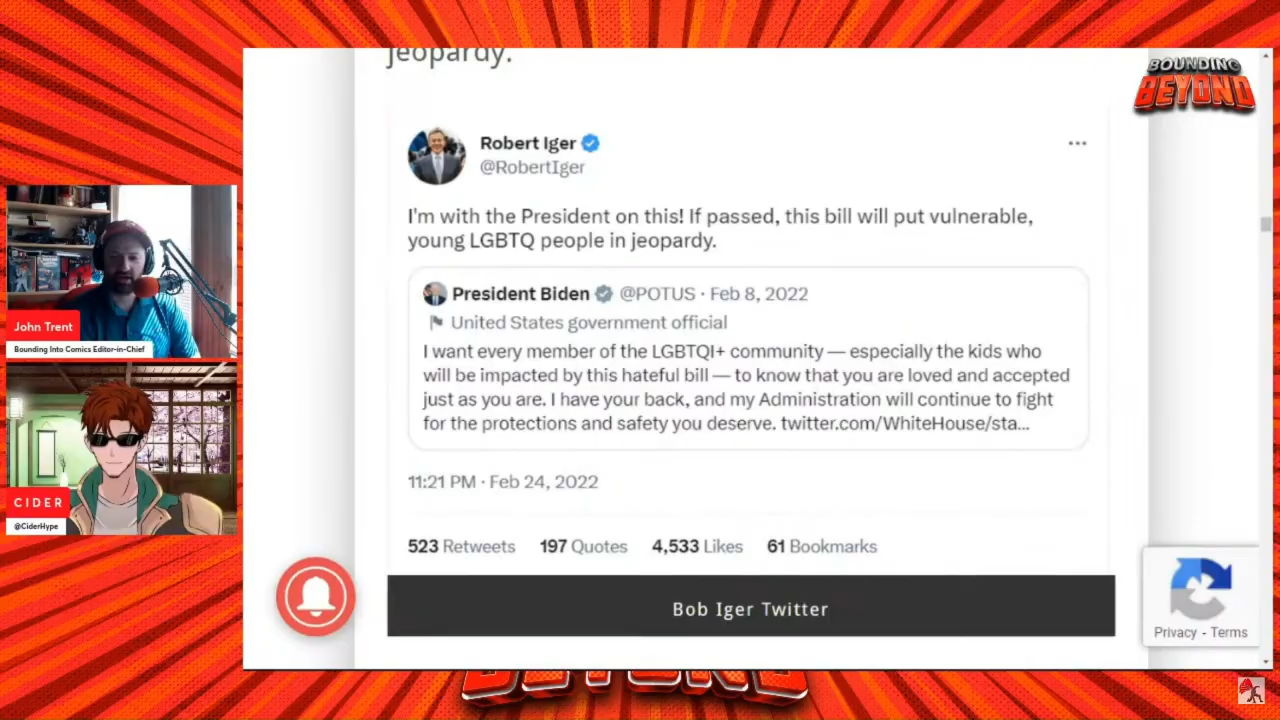 jeopardy.
BOUNDING
BEYOND
Robert Iger
@RobertIger
I'm with the President on this! If passed, this bill will put vulnerable,
young LGBTQ people in jeopardy.
President Biden @POTUS · Feb 8, 2022
United States government official
I want every member of the LGBTQI+ community — especially the kids who
will be impacted by this hateful bill — to know that you are loved and accepted
just as you are. I have your back, and my Administration will continue to fight
for the protections and safety you deserve. twitter.com/WhiteHouse/sta...
11:21 PM · Feb 24, 2022
523 Retweets 197 Quotes 4,533 Likes 61 Bookmarks
Bob Iger Twitter
John Trent
Bounding Into Comics Editor-in-Chief
CIDER
@CiderHype
Privacy - Terms
BEYOND